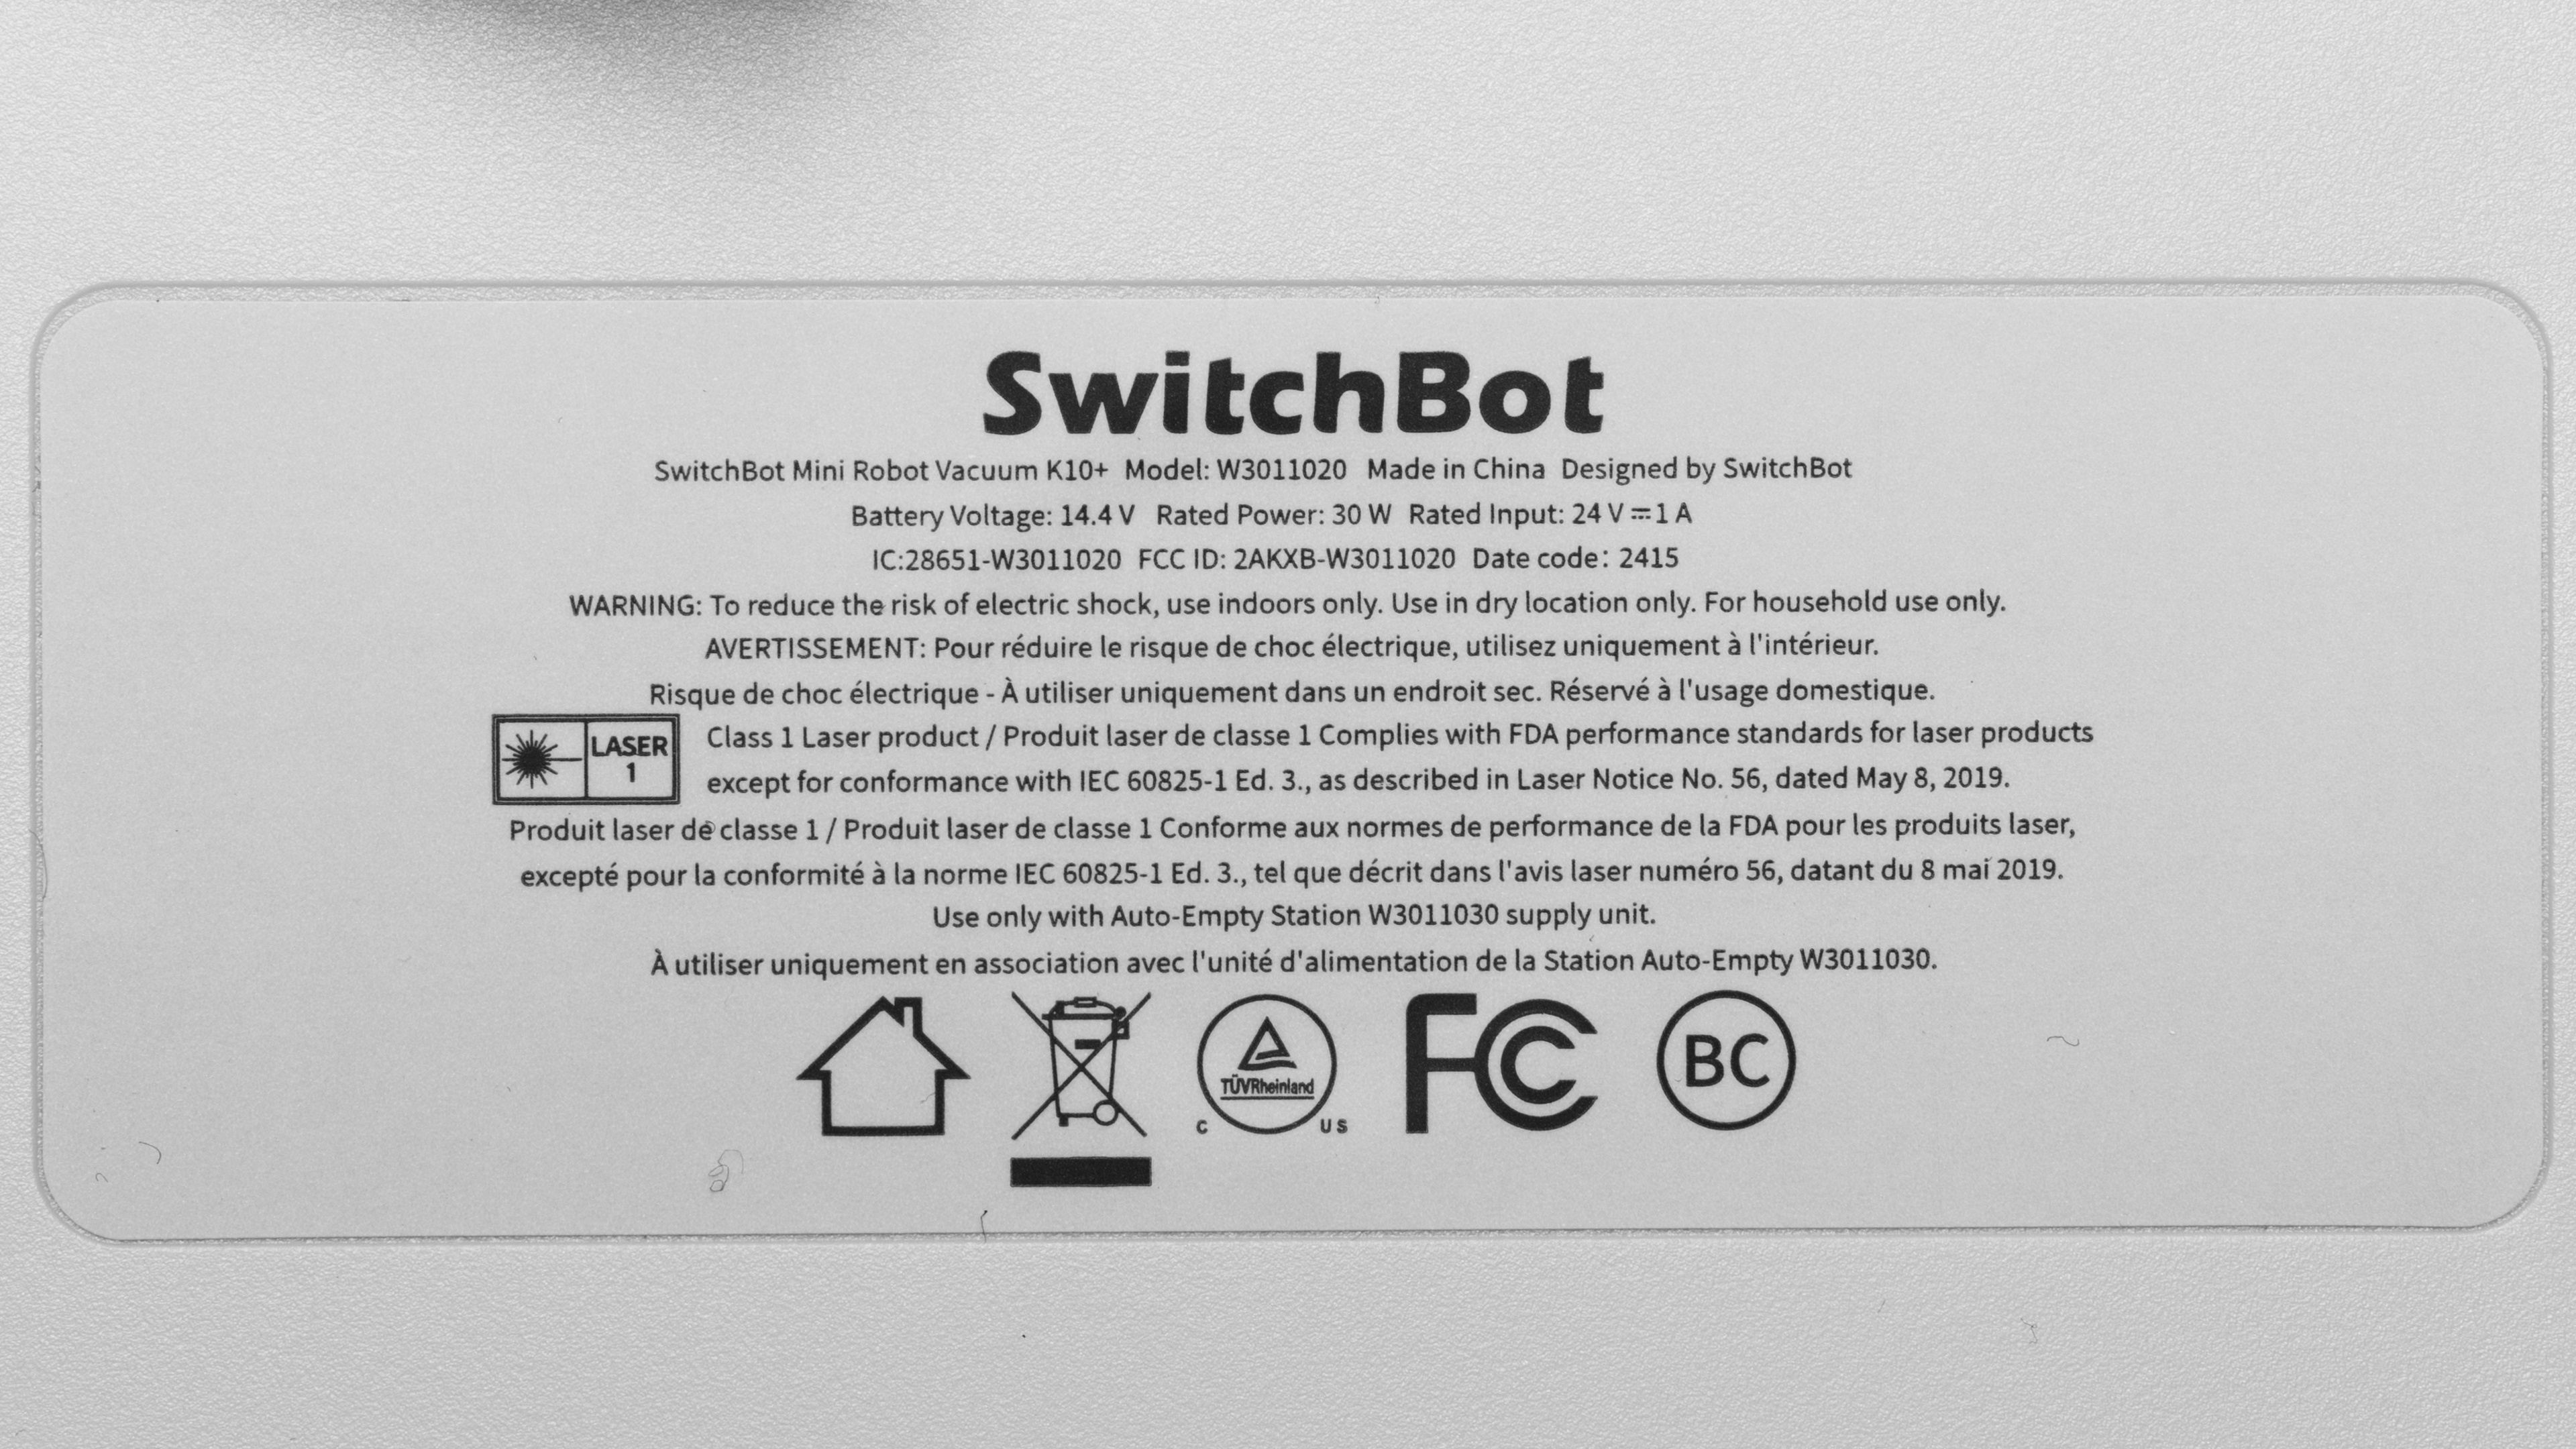 SwitchBot
SwitchBot Mini Robot Vacuum K10+ Model: W3011020 Made in China Designed by SwitchBot
Battery Voltage: 14.4 V Rated Power: 30 W Rated Input: 24 V ⎓ 1 A
IC:28651-W3011020 FCC ID: 2AKXB-W3011020 Date code: 2415
WARNING: To reduce the risk of electric shock, use indoors only. Use in dry location only. For household use only.
AVERTISSEMENT: Pour réduire le risque de choc électrique, utilisez uniquement à l'intérieur.
Risque de choc électrique - À utiliser uniquement dans un endroit sec. Réservé à l'usage domestique.
LASER
1
Class 1 Laser product / Produit laser de classe 1 Complies with FDA performance standards for laser products
except for conformance with IEC 60825-1 Ed. 3., as described in Laser Notice No. 56, dated May 8, 2019.
Produit laser de classe 1 / Produit laser de classe 1 Conforme aux normes de performance de la FDA pour les produits laser,
excepté pour la conformité à la norme IEC 60825-1 Ed. 3., tel que décrit dans l'avis laser numéro 56, datant du 8 mai 2019.
Use only with Auto-Empty Station W3011030 supply unit.
À utiliser uniquement en association avec l'unité d'alimentation de la Station Auto-Empty W3011030.
TÜVRheinland
C US
FC
BC